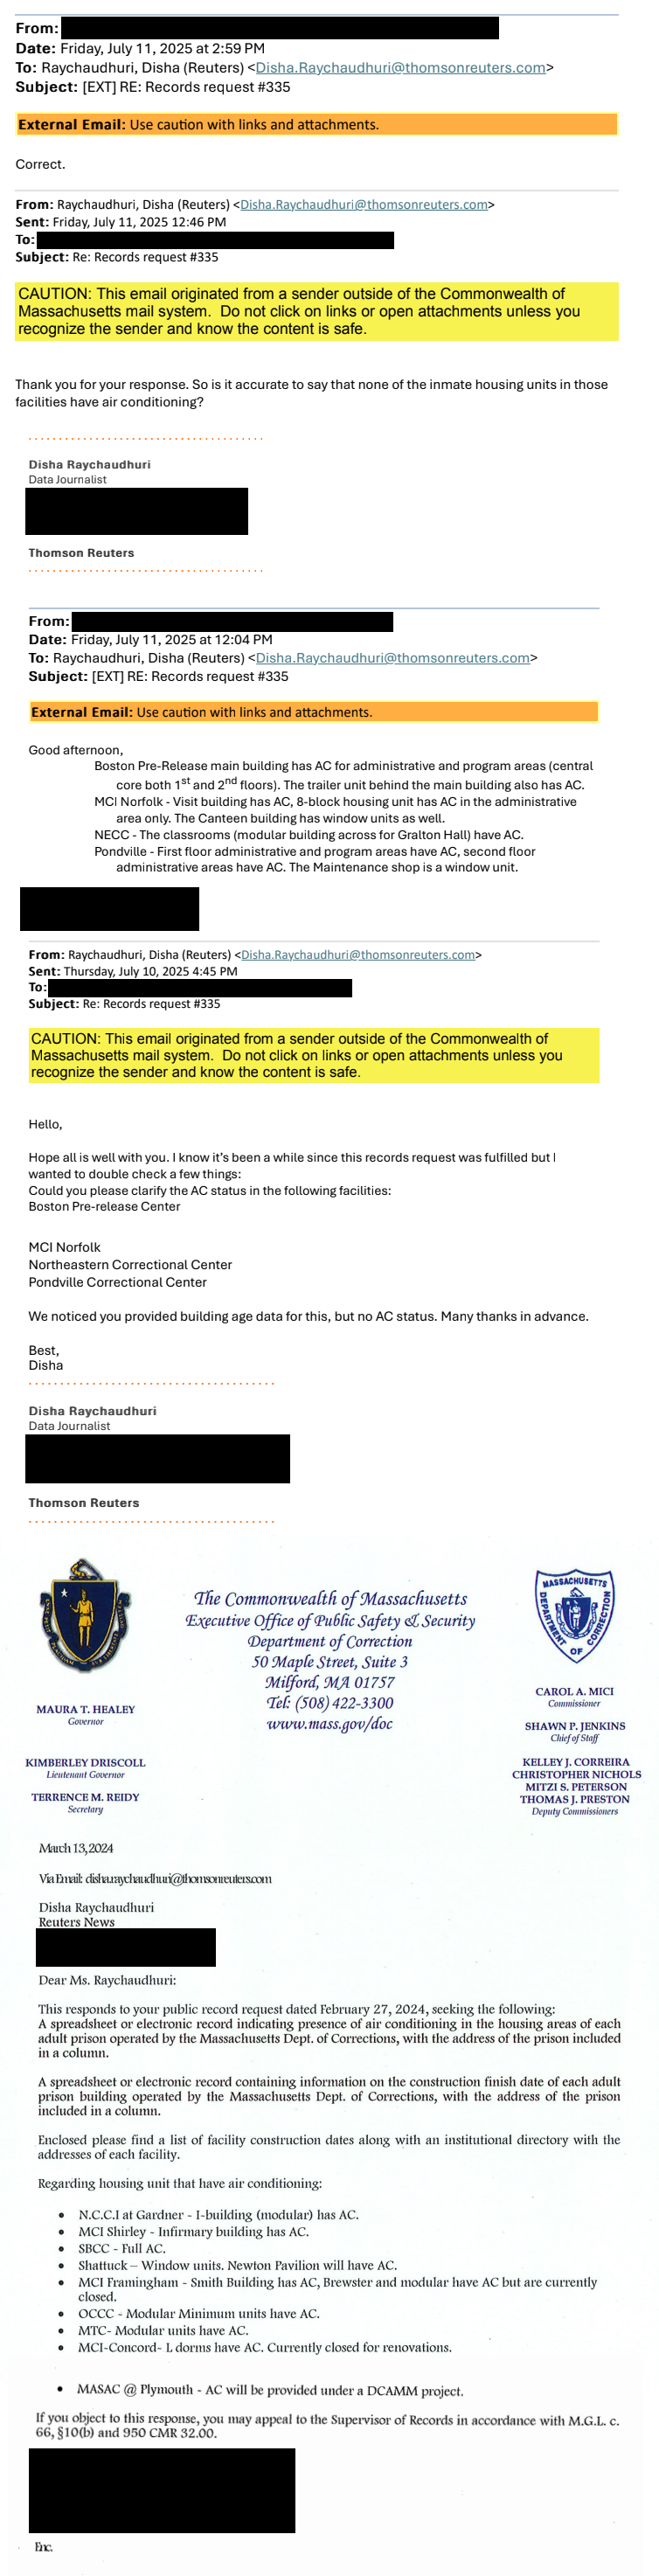 From:
Date: Friday, July 11, 2025 at 2:59 PM
To: Raychaudhuri, Disha (Reuters) <Disha.Raychaudhuri@thomsonreuters.com>
Subject: [EXT] RE: Records request #335
External Email: Use caution with links and attachments.
Correct.
From: Raychaudhuri, Disha (Reuters) <Disha.Raychaudhuri@thomsonreuters.com>
Sent: Friday, July 11, 2025 12:46 PM
To:
Subject: Re: Records request #335
CAUTION: This email originated from a sender outside of the Commonwealth of
Massachusetts mail system. Do not click on links or open attachments unless you
recognize the sender and know the content is safe.
Thank you for your response. So is it accurate to say that none of the inmate housing units in those
facilities have air conditioning?
Disha Raychaudhuri
Data Journalist
Thomson Reuters
From:
Date: Friday, July 11, 2025 at 12:04 PM
To: Raychaudhuri, Disha (Reuters) <Disha.Raychaudhuri@thomsonreuters.com>
Subject: [EXT] RE: Records request #335
External Email: Use caution with links and attachments.
Good afternoon,
Boston Pre-Release main building has AC for administrative and program areas (central
core both 1st and 2nd floors). The trailer unit behind the main building also has AC.
MCI Norfolk - Visit building has AC, 8-block housing unit has AC in the administrative
area only. The Canteen building has window units as well.
NECC - The classrooms (modular building across for Gralton Hall) have AC.
Pondville - First floor administrative and program areas have AC, second floor
administrative areas have AC. The Maintenance shop is a window unit.
From: Raychaudhuri, Disha (Reuters) <Disha.Raychaudhuri@thomsonreuters.com>
Sent: Thursday, July 10, 2025 4:45 PM
To:
Subject: Re: Records request #335
CAUTION: This email originated from a sender outside of the Commonwealth of
Massachusetts mail system. Do not click on links or open attachments unless you
recognize the sender and know the content is safe.
Hello,
Hope all is well with you. I know it's been a while since this records request was fulfilled but I
wanted to double check a few things:
Could you please clarify the AC status in the following facilities:
Boston Pre-release Center
MCI Norfolk
Northeastern Correctional Center
Pondville Correctional Center
We noticed you provided building age data for this, but no AC status. Many thanks in advance.
Best,
Disha
Disha Raychaudhuri
Data Journalist
Thomson Reuters
The Commonwealth of Massachusetts
Executive Office of Public Safety & Security
Department of Correction
50 Maple Street, Suite 3
Milford, MA 01757
Tel: (508) 422-3300
www.mass.gov/doc
MASSACHUSETTS
DEPARTMENT OF CORRECTION
MAURA T. HEALEY
Governor
KIMBERLEY DRISCOLL
Lieutenant Governor
TERRENCE M. REIDY
Secretary
CAROL A. MICI
Commissioner
SHAWN P. JENKINS
Chief of Staff
KELLEY J. CORREIRA
CHRISTOPHER NICHOLS
MITZI S. PETERSON
THOMAS J. PRESTON
Deputy Commissioners
March 13, 2024
Via Email: disha.raychaudhuri@thomsonreuters.com
Disha Raychaudhuri
Reuters News
Dear Ms. Raychaudhuri:
This responds to your public record request dated February 27, 2024, seeking the following:
A spreadsheet or electronic record indicating presence of air conditioning in the housing areas of each
adult prison operated by the Massachusetts Dept. of Corrections, with the address of the prison included
in a column.
A spreadsheet or electronic record containing information on the construction finish date of each adult
prison building operated by the Massachusetts Dept. of Corrections, with the address of the prison
included in a column.
Enclosed please find a list of facility construction dates along with an institutional directory with the
addresses of each facility.
Regarding housing unit that have air conditioning:
• N.C.C.I at Gardner - I-building (modular) has AC.
• MCI Shirley - Infirmary building has AC.
• SBCC - Full AC.
• Shattuck – Window units. Newton Pavilion will have AC.
• MCI Framingham - Smith Building has AC, Brewster and modular have AC but are currently
closed.
• OCCC - Modular Minimum units have AC.
• MTC- Modular units have AC.
• MCI-Concord- L dorms have AC. Currently closed for renovations.
• MASAC @ Plymouth - AC will be provided under a DCAMM project.
If you object to this response, you may appeal to the Supervisor of Records in accordance with M.G.L. c.
66, §10(b) and 950 CMR 32.00.
Enc.